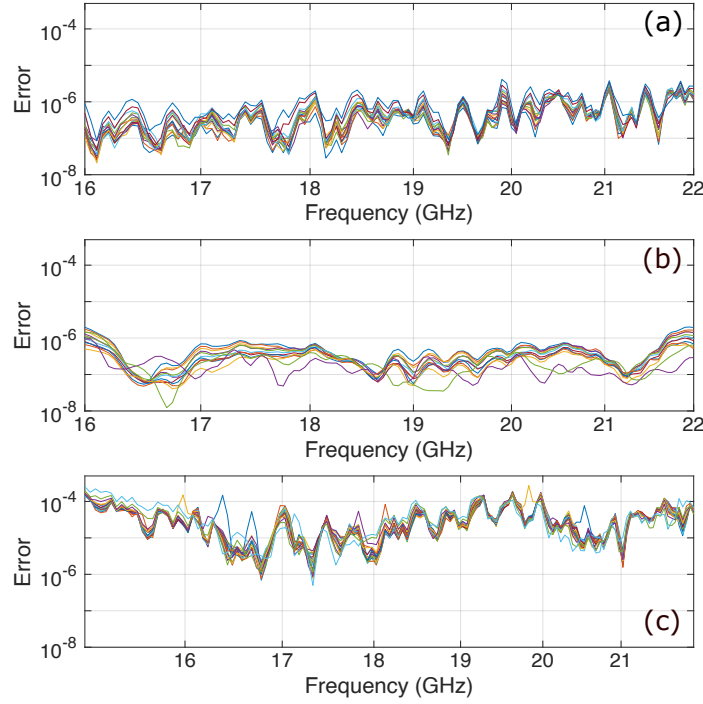 (a)
Error
10^-4
10^-6
10^-8
16 17 18 19 20 21 22
Frequency (GHz)
(b)
Error
10^-4
10^-6
10^-8
16 17 18 19 20 21 22
Frequency (GHz)
Error
10^-4
10^-6
10^-8
(c)
16 17 18 19 20 21
Frequency (GHz)